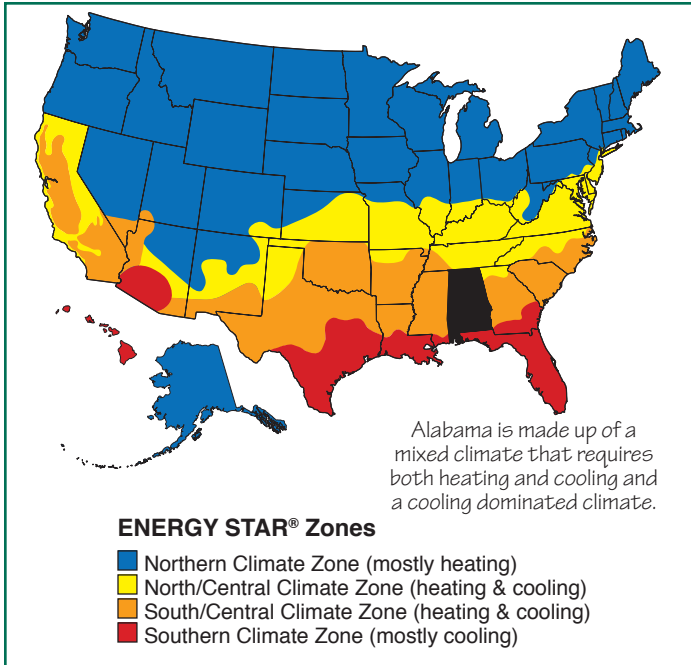 Alabama is made up of a
mixed climate that requires
both heating and cooling and
a cooling dominated climate.
ENERGY STAR® Zones
Northern Climate Zone (mostly heating)
North/Central Climate Zone (heating & cooling)
South/Central Climate Zone (heating & cooling)
Southern Climate Zone (mostly cooling)